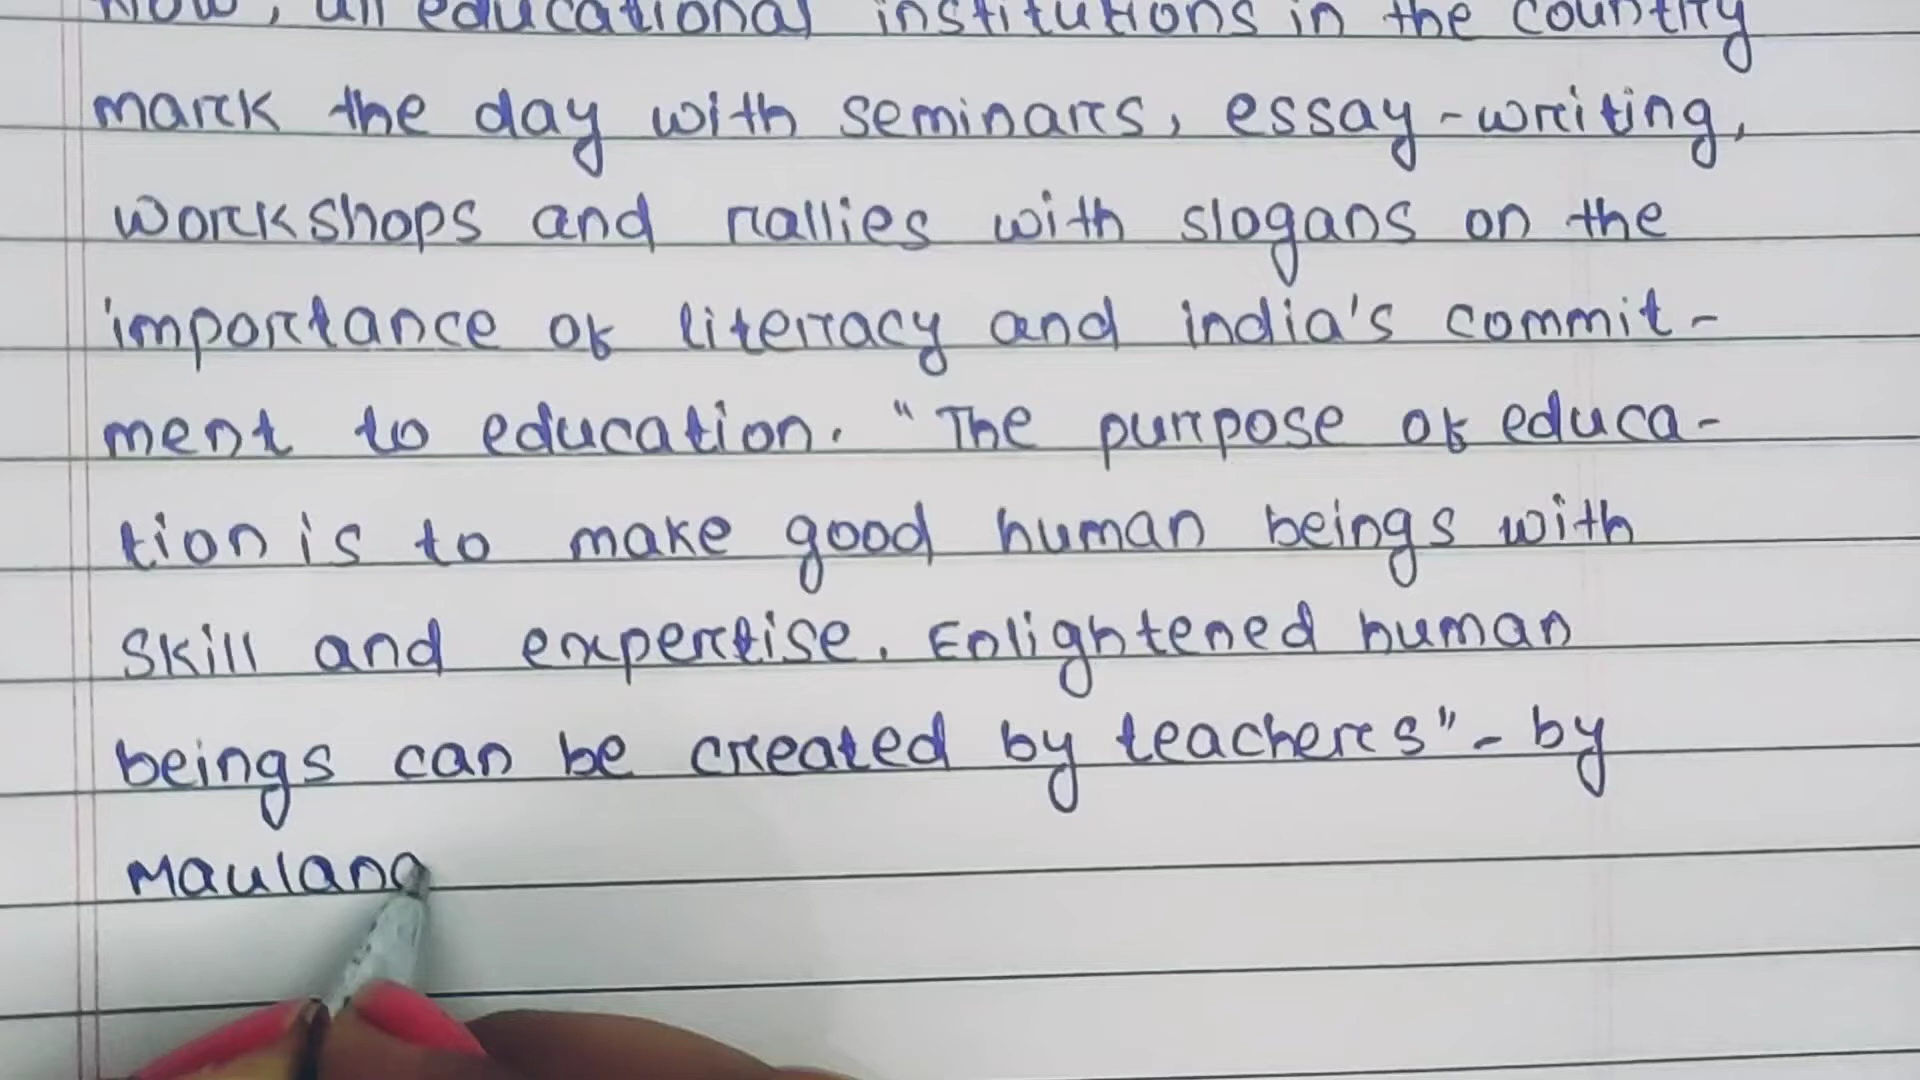 Now, all educational institutions in the country
mark the day with seminars, essay-writing,
workshops and rallies with slogans on the
importance of literacy and india's commit-
ment to education. "The purpose of educa-
tion is to make good human beings with
skill and expertise. Enlightened human
beings can be created by teachers" - by
Maulana